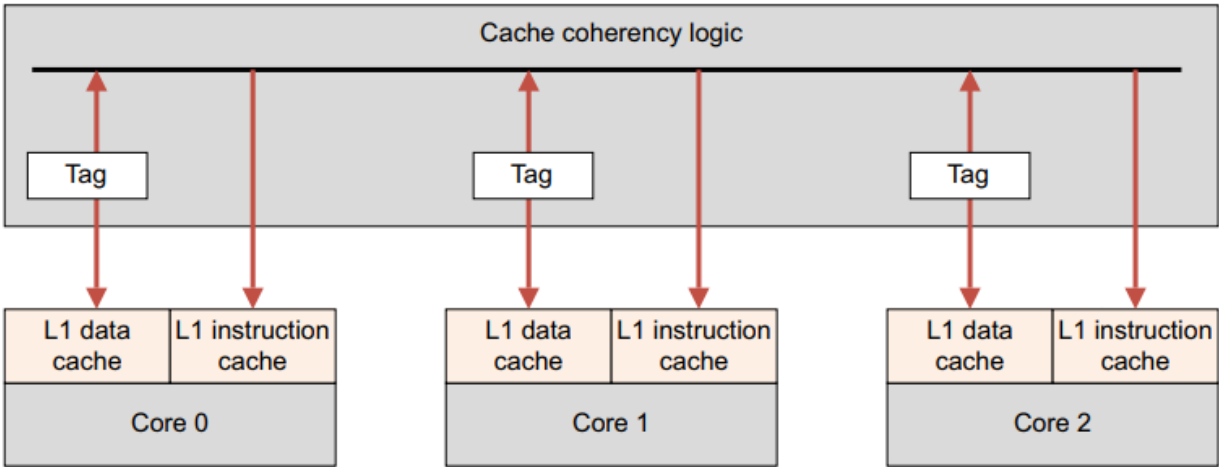 Cache coherency logic
Tag
Tag
Tag
L1 data
cache
L1 instruction
cache
L1 data
cache
L1 instruction
cache
L1 data
cache
L1 instruction
cache
Core 0
Core 1
Core 2